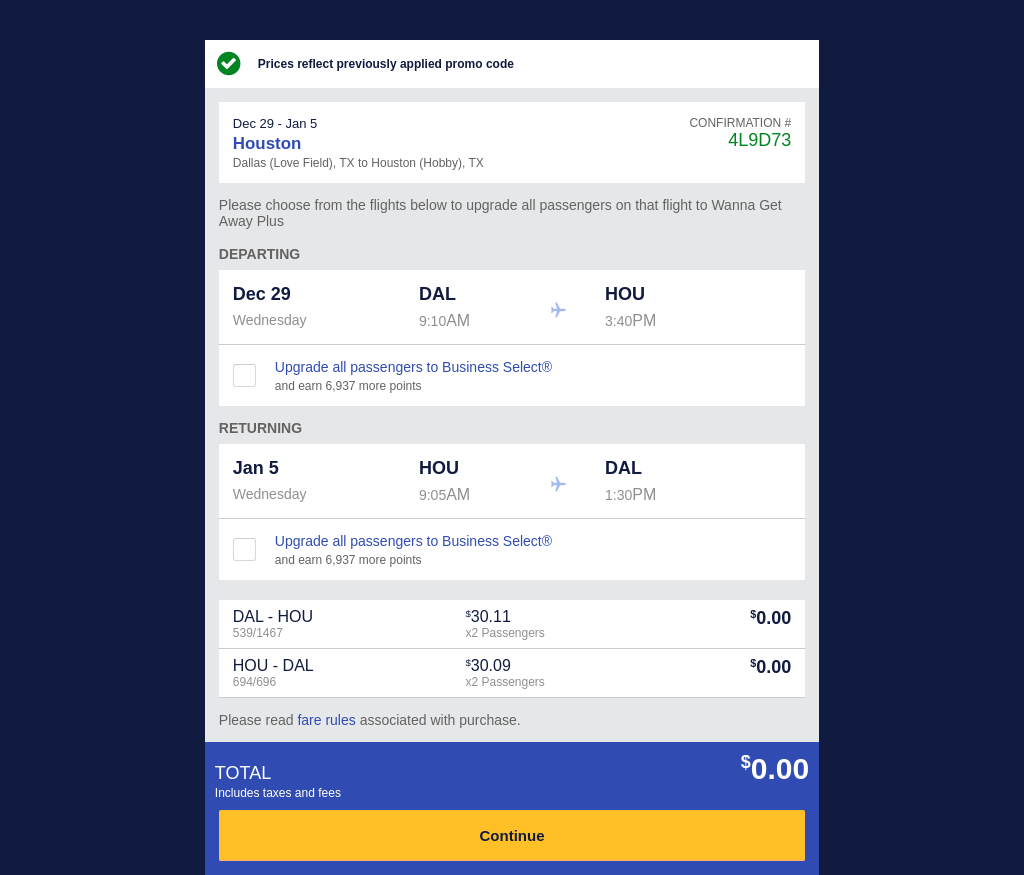 Prices reflect previously applied promo code
Dec 29 - Jan 5
CONFIRMATION #
Houston
4L9D73
Dallas (Love Field), TX to Houston (Hobby), TX
Please choose from the flights below to upgrade all passengers on that flight to Wanna Get
Away Plus
DEPARTING
Dec 29 DAL HOU
Wednesday 9:10AM 3:40PM
Upgrade all passengers to Business Select®
and earn 6,937 more points
RETURNING
Jan 5 HOU DAL
Wednesday 9:05AM 1:30PM
Upgrade all passengers to Business Select®
and earn 6,937 more points
DAL - HOU $30.11 $0.00
539/1467 x2 Passengers
HOU - DAL $30.09 $0.00
694/696 x2 Passengers
Please read fare rules associated with purchase.
TOTAL $0.00
Includes taxes and fees
Continue